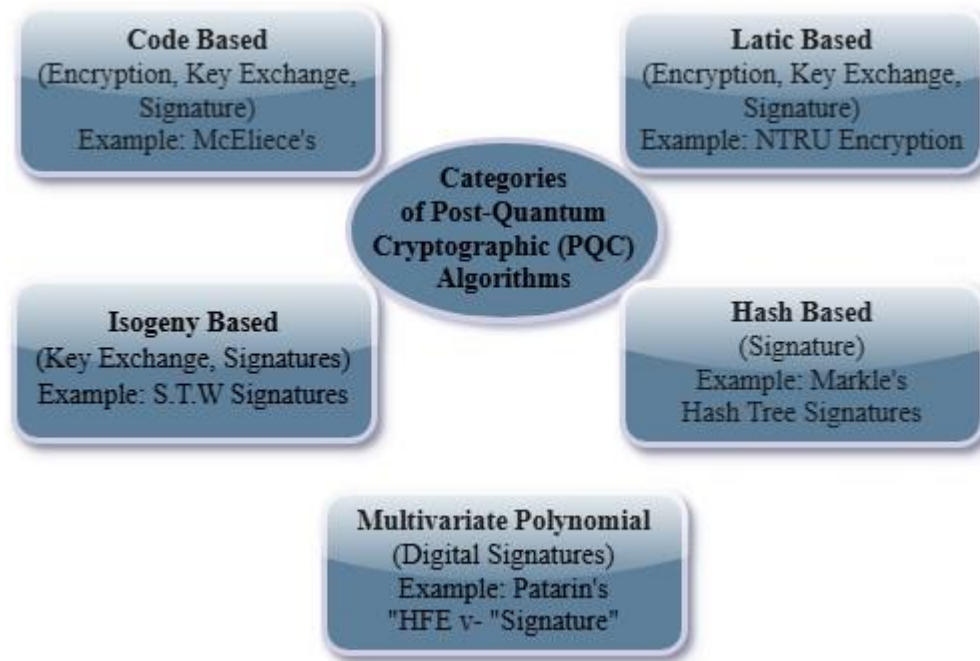 Code Based
(Encryption, Key Exchange,
Signature)
Example: McEliece's
Latic Based
(Encryption, Key Exchange,
Signature)
Example: NTRU Encryption
Categories
of Post-Quantum
Cryptographic (PQC)
Algorithms
Isogeny Based
(Key Exchange, Signatures)
Example: S.T.W Signatures
Hash Based
(Signature)
Example: Markle's
Hash Tree Signatures
Multivariate Polynomial
(Digital Signatures)
Example: Patarin's
"HFE v- "Signature"